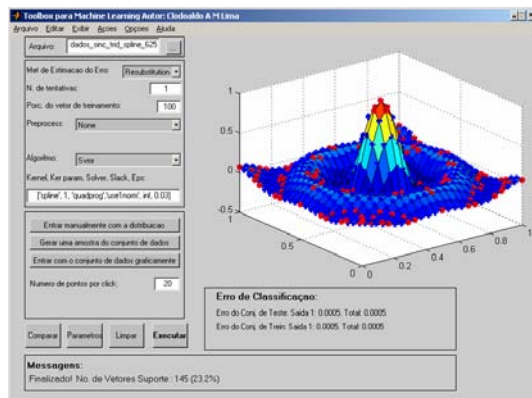 Toolbox para Machine Learning Autor: Clodoaldo A M Lima
Arquivo Editar Exibir Açoes Opçoes Ajuda
Arquivo: dados_sinc_trid_spline_625 ...
Met de Estimacao do Erro: Resubstitution
N. de tentativas: 1
Porc. do vetor de treinamento: 100
Preprocess: None
Algoritmo: Svmr
Kernel, Ker param, Solver, Slack, Eps:
['spline', 1, 'quadprog','use1norm', inf, 0.03]
Entrar manualmente com a distribuicao
Gerar uma amostra do conjunto de dados
Entrar com o conjunto de dados graficamente
Numero de pontos por click: 20
Comparar Parametros Limpar Executar
1
0.5
0
-0.5
1
0.5
0
0
0.2
0.4
0.6
0.8
1
Erro de Classificaçao:
Erro do Conj. de Teste: Saida 1: 0.0005. Total: 0.0005
Erro do Conj. de Trein: Saida 1: 0.0005. Total: 0.0005
Messagens:
Finalizado! No. de Vetores Suporte : 145 (23.2%)